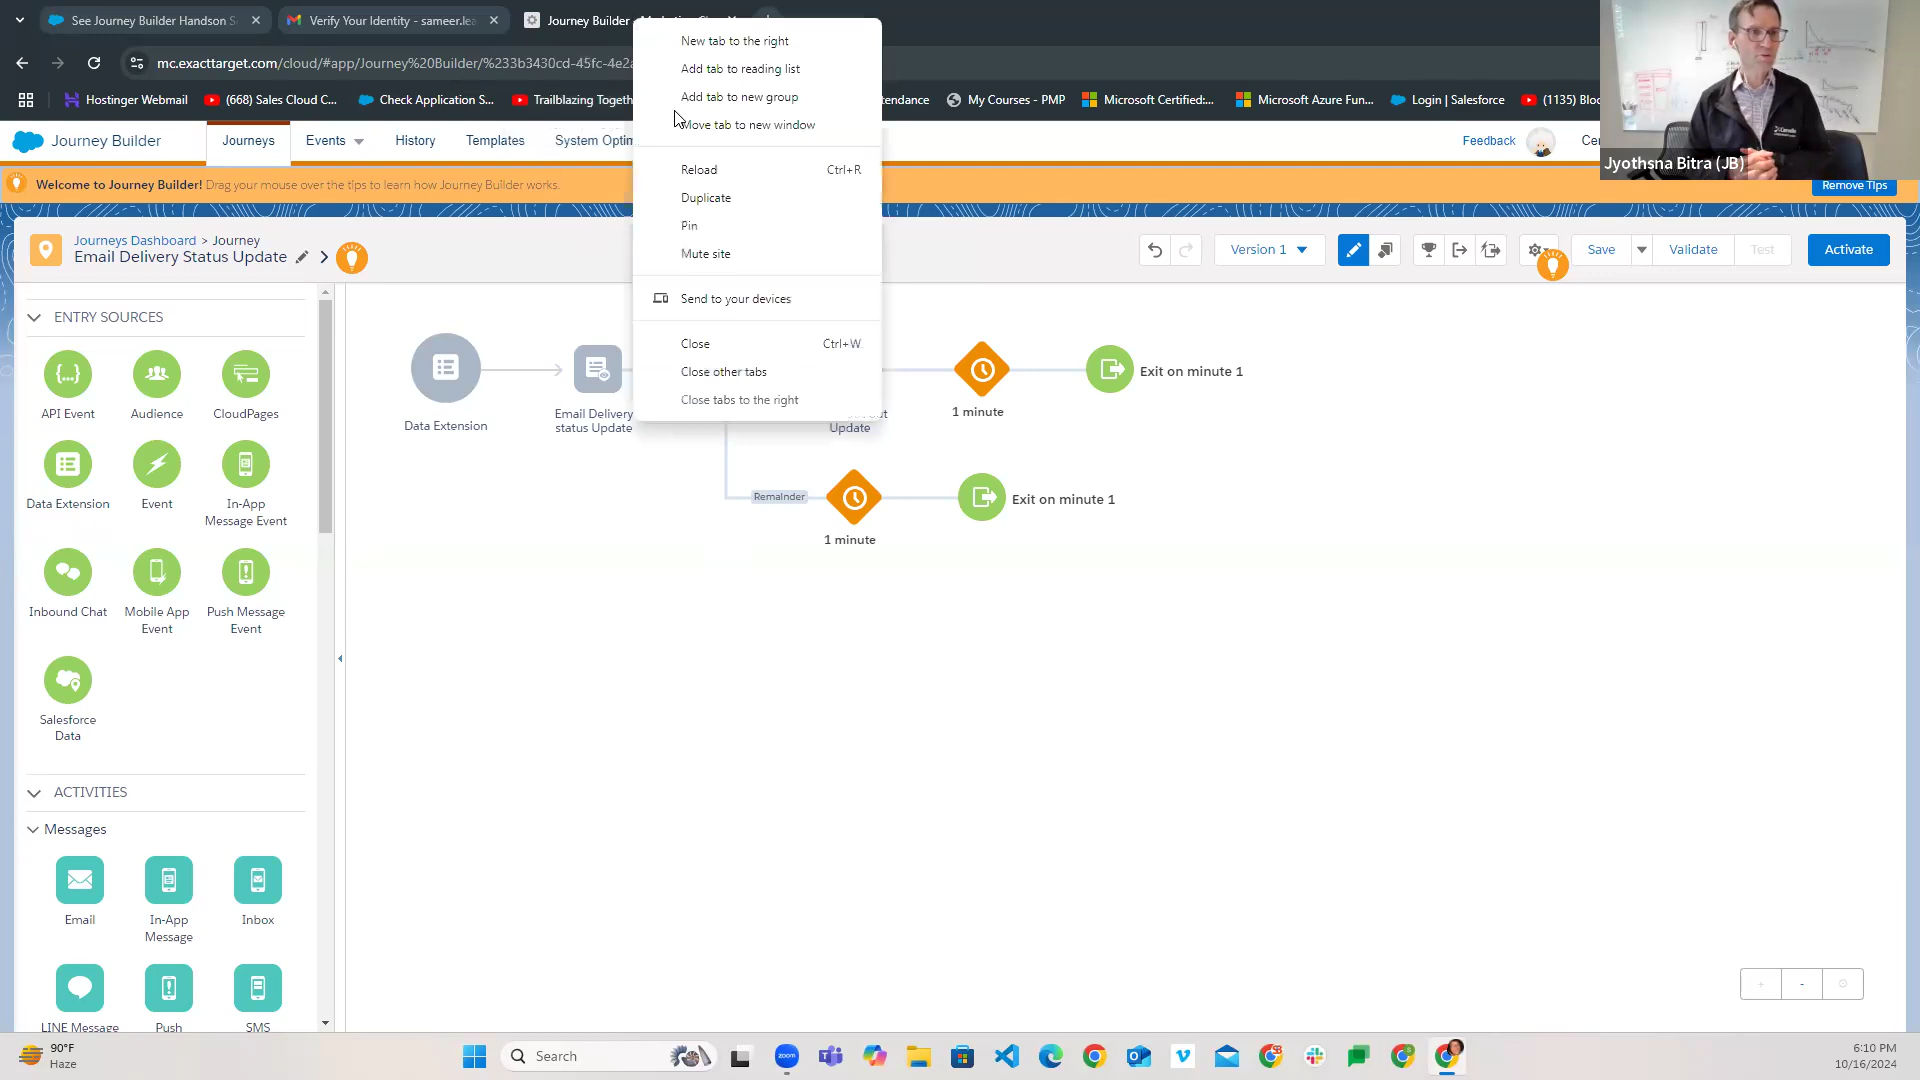 See Journey Builder Handson S
Verify Your Identity - sameer.lea
Journey Builder
mc.exacttarget.com/cloud/#app/Journey%20Builder/%233b3430cd-45fc-4e2a
Hostinger Webmail
(668) Sales Cloud C...
Check Application S...
Trailblazing Togeth
endance
My Courses - PMP
Microsoft Certified:...
Microsoft Azure Fun...
Login | Salesforce
(1135) Blo
New tab to the right
Add tab to reading list
Add tab to new group
Move tab to new window
Reload Ctrl+R
Duplicate
Pin
Mute site
Send to your devices
Close Ctrl+W
Close other tabs
Close tabs to the right
Jyothsna Bitra (JB)
Journey Builder
Journeys
Events
History
Templates
System Optim
Feedback
Cer
Welcome to Journey Builder! Drag your mouse over the tips to learn how Journey Builder works.
Remove Tips
Journeys Dashboard > Journey
Email Delivery Status Update
Version 1
Save
Validate
Test
Activate
ENTRY SOURCES
API Event
Audience
CloudPages
Data Extension
Event
In-App
Message Event
Inbound Chat
Mobile App
Event
Push Message
Event
Salesforce
Data
ACTIVITIES
Messages
Email
In-App
Message
Inbox
LINE Message
Push
SMS
Data Extension
Email Delivery
status Update
Update
1 minute
Exit on minute 1
Remainder
1 minute
Exit on minute 1
90°F
Haze
Search
zoom
6:10 PM
10/16/2024